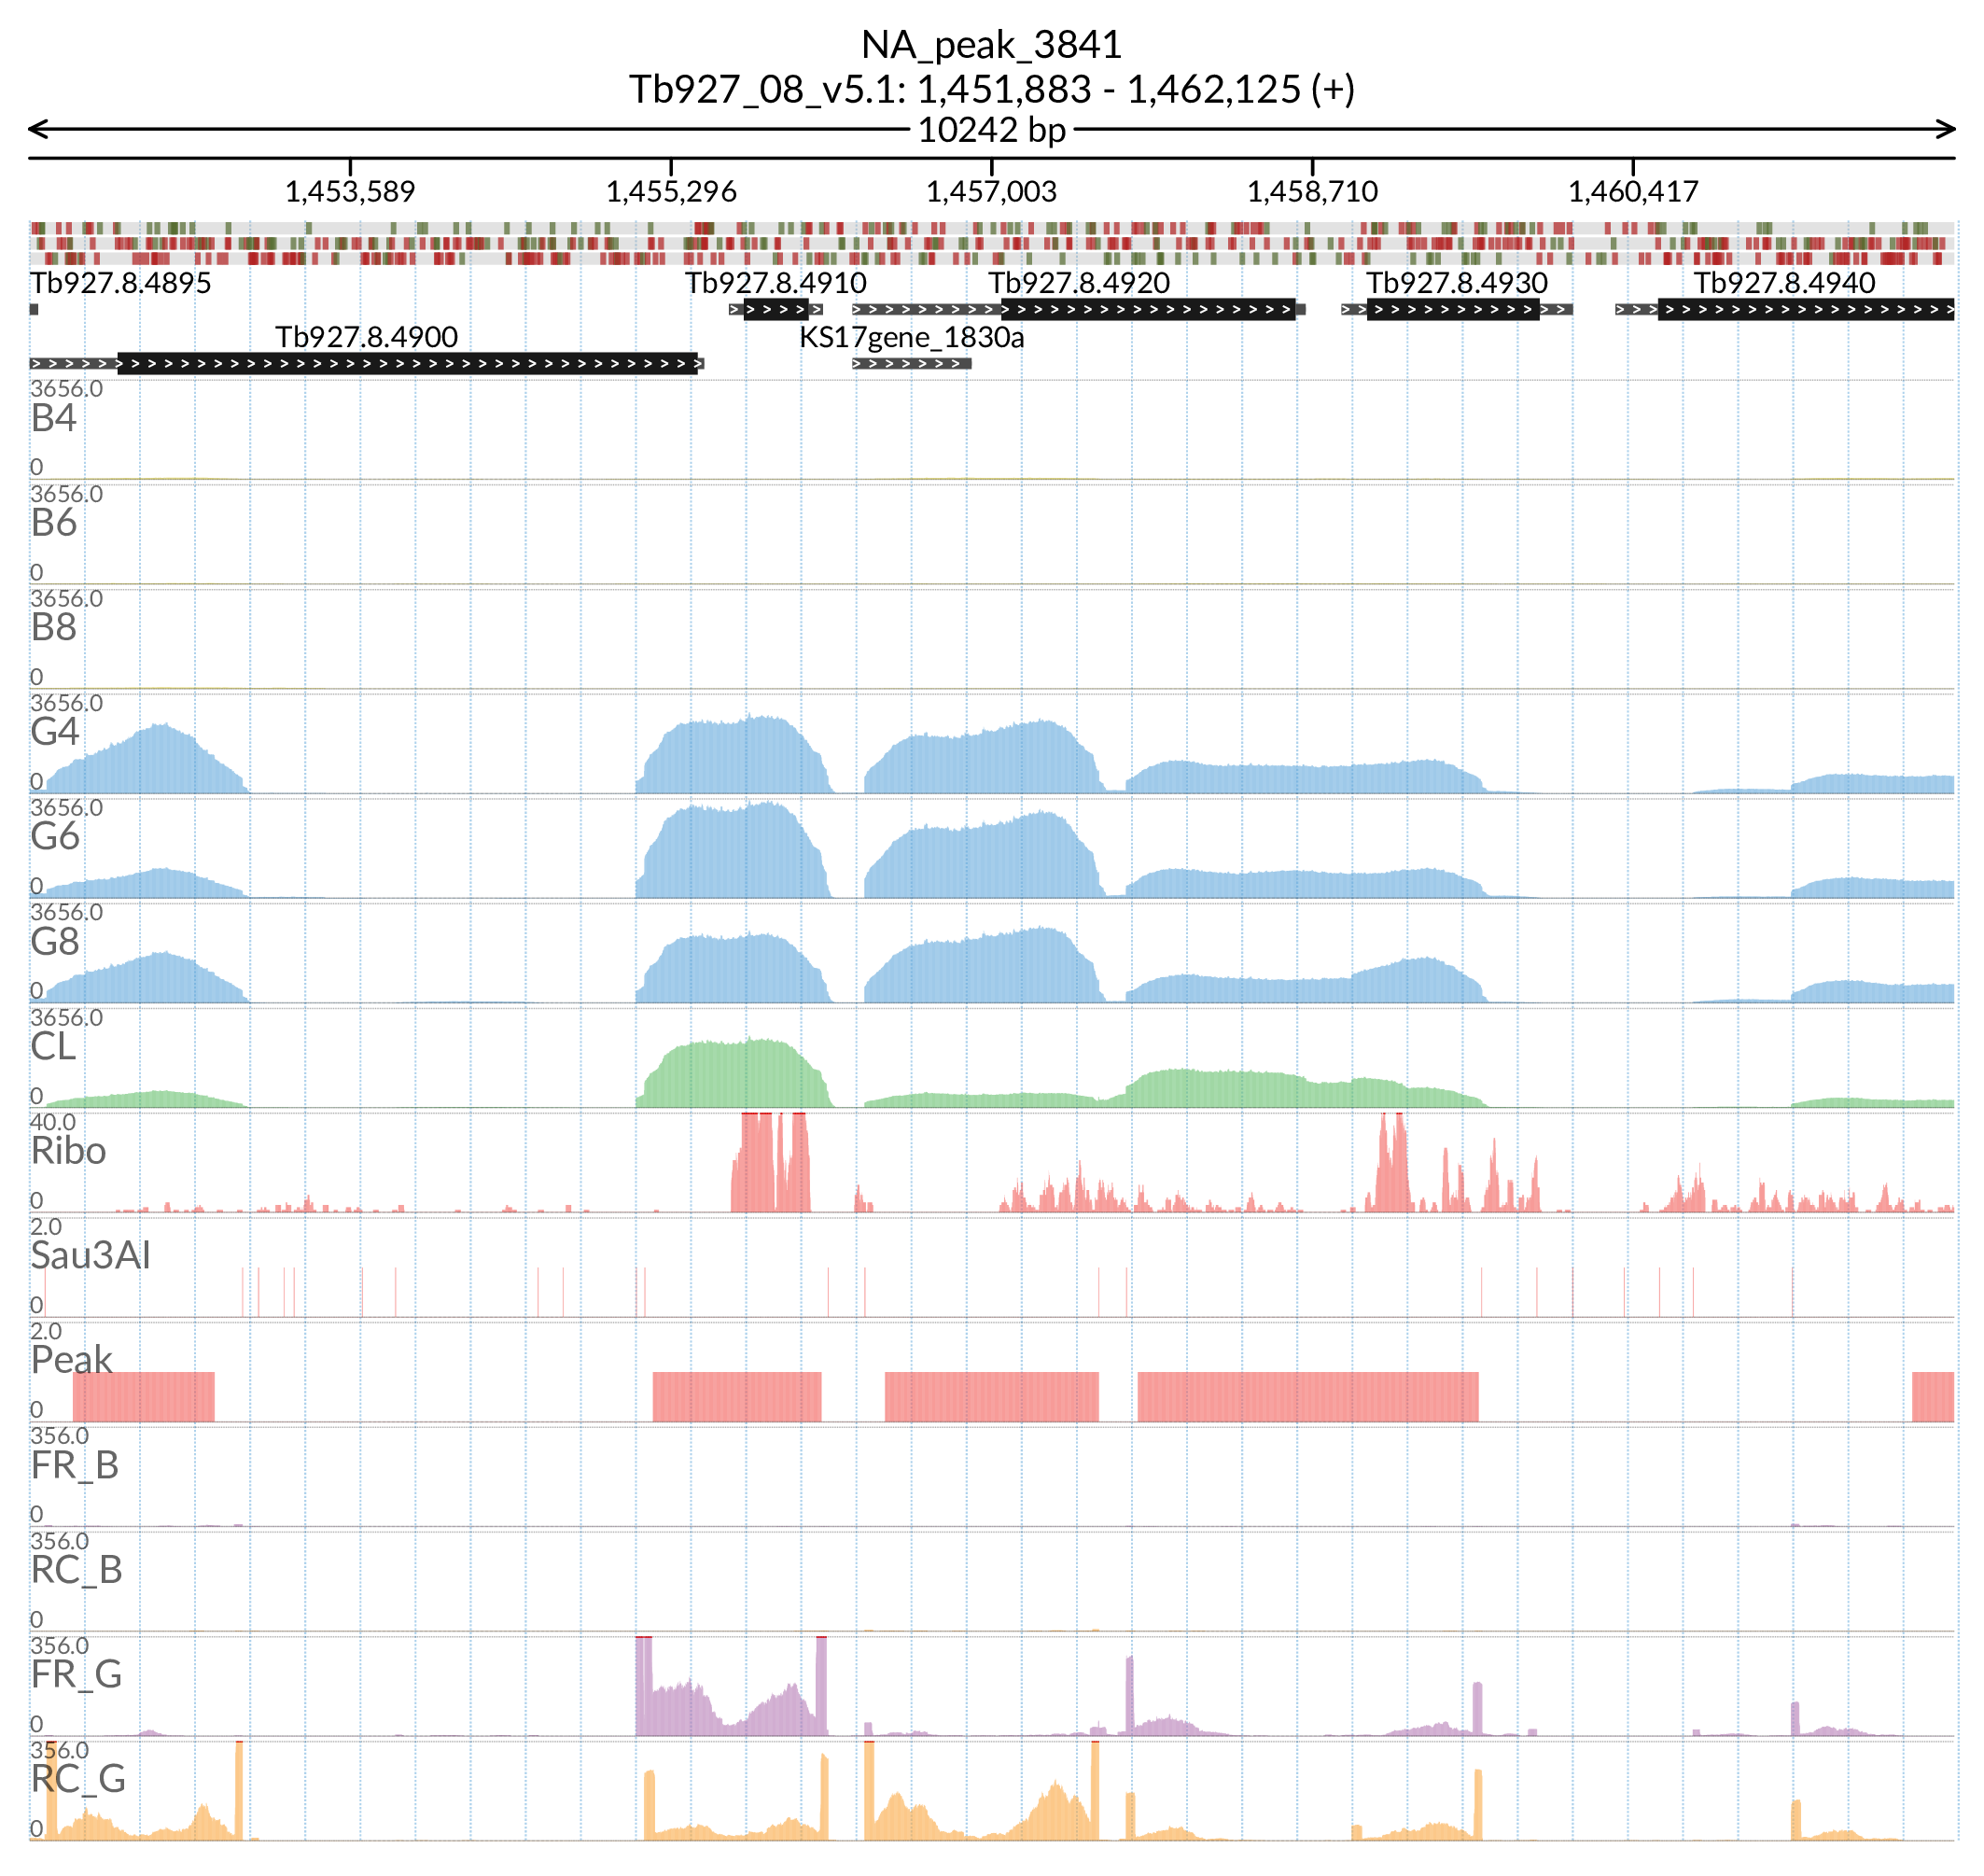 NA_peak_3841
Tb927_08_v5.1: 1,451,883 - 1,462,125 (+)
10242 bp
1,453,589 1,455,296 1,457,003 1,458,710 1,460,417
Tb927.8.4895 Tb927.8.4910 Tb927.8.4920 Tb927.8.4930 Tb927.8.4940
Tb927.8.4900 KS17gene_1830a
3656.0
B4
0
3656.0
B6
0
3656.0
B8
0
3656.0
G4
0
3656.0
G6
0
3656.0
G8
0
3656.0
CL
0
40.0
Ribo
0
2.0
Sau3AI
0
2.0
Peak
0
356.0
FR_B
0
356.0
RC_B
0
356.0
FR_G
0
356.0
RC_G
0